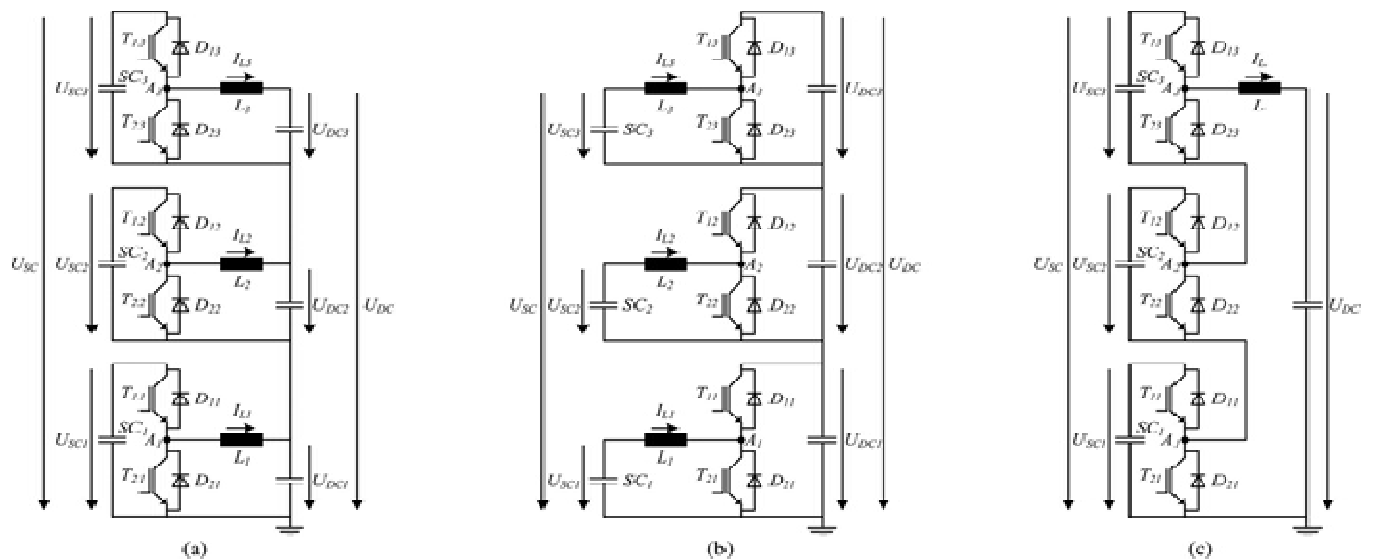 T13 D13
IL3
USC3 SC3 A3
L3
T23 D23 UDC3
T12 D12
IL2
USC USC2 SC2 A2
L2
T22 D22 UDC2 UDC
T11 D11
IL1
USC1 SC1 A1
L1
T21 D21 UDC1
(a)
T13 D13
IL3
A3 UDC3
L3
USC3 SC3 T23 D23
T12 D12
IL2
A2 UDC2 UDC
L2
USC USC2 SC2 T22 D22
T11 D11
IL1
A1 UDC1
L1
USC1 SC1 T21 D21
(b)
T13 D13
IL
USC3 SC3 A3
L
T23 D23
T12 D12
USC USC2 SC2 A2
T22 D22 UDC
T11 D11
USC1 SC1 A1
T21 D21
(c)